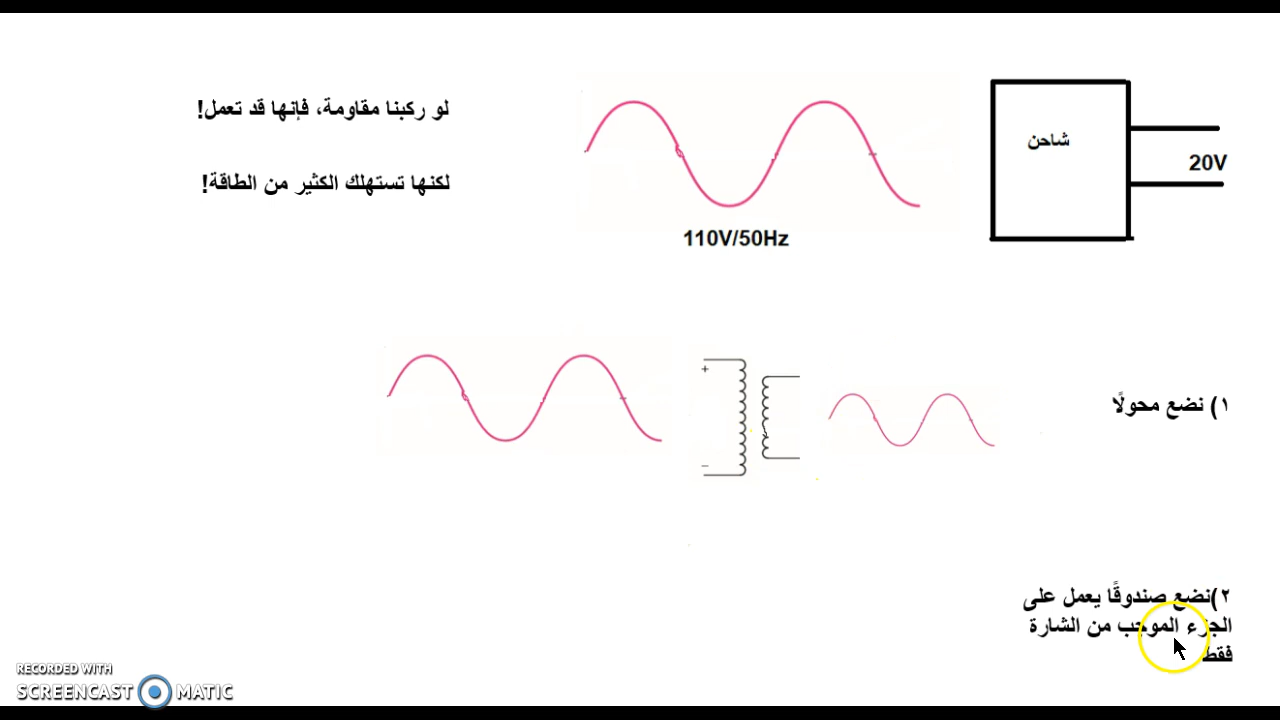 لو ركبنا مقاومة، فإنها قد تعمل!
لكنها تستهلك الكثير من الطاقة!
شاحن
20V
110V/50Hz
+
–
١) نضع محولًا
٢)نضع صندوقًا يعمل على
الجزء الموجب من الشارة
فقط
RECORDED WITH
SCREENCAST MATIC